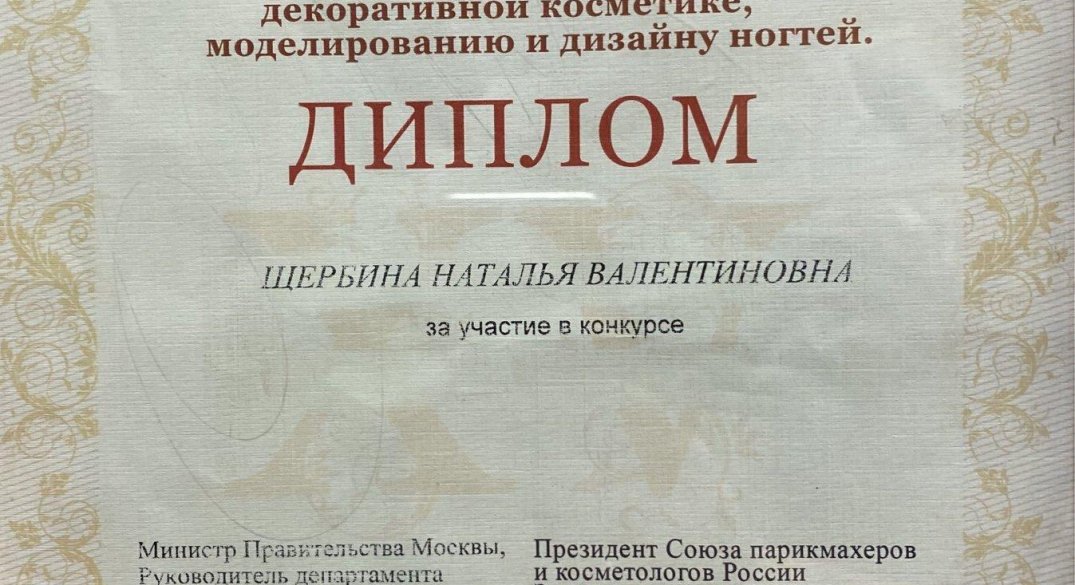 декоративной косметике,
моделированию и дизайну ногтей.
ДИПЛОМ
ЩЕРБИНА НАТАЛЬЯ ВАЛЕНТИНОВНА
за участие в конкурсе
Министр Правительства Москвы,
Руководитель департамента
Президент Союза парикмахеров
и косметологов России